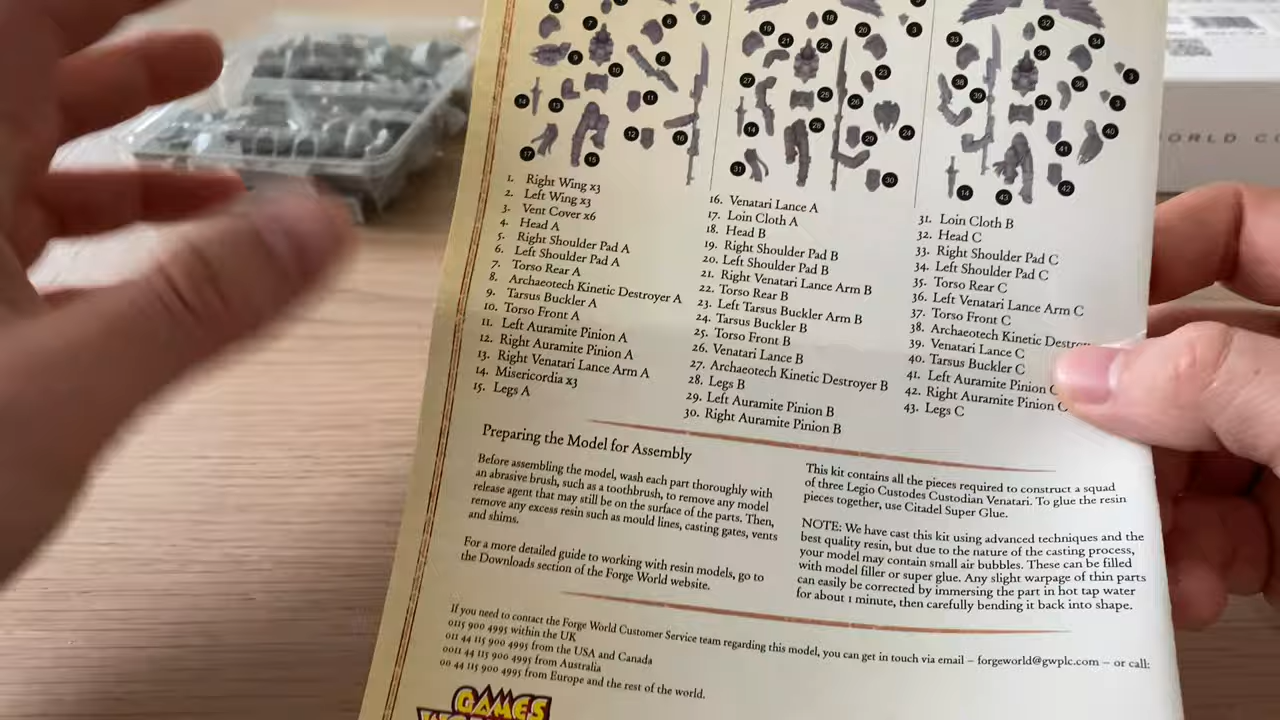 WORLD
1. Right Wing x3
2. Left Wing x3
3. Vent Cover x6
4. Head A
5. Right Shoulder Pad A
6. Left Shoulder Pad A
7. Torso Rear A
8. Archaeotech Kinetic Destroyer A
9. Tarsus Buckler A
10. Torso Front A
11. Left Auramite Pinion A
12. Right Auramite Pinion A
13. Right Venatari Lance Arm A
14. Misericordia x3
15. Legs A
16. Venatari Lance A
17. Loin Cloth A
18. Head B
19. Right Shoulder Pad B
20. Left Shoulder Pad B
21. Right Venatari Lance Arm B
22. Torso Rear B
23. Left Tarsus Buckler Arm B
24. Tarsus Buckler B
25. Torso Front B
26. Venatari Lance B
27. Archaeotech Kinetic Destroyer B
28. Legs B
29. Left Auramite Pinion B
30. Right Auramite Pinion B
31. Loin Cloth B
32. Head C
33. Right Shoulder Pad C
34. Left Shoulder Pad C
35. Torso Rear C
36. Left Venatari Lance Arm C
37. Torso Front C
38. Archaeotech Kinetic
39. Venatari Lance C
40. Tarsus Buckler C
41. Left Auramite Pinion C
42. Right Auramite Pinion C
43. Legs C
Preparing the Model for Assembly
Before assembling the model, wash each part thoroughly with
an abrasive brush, such as a toothbrush, to remove any model
release agent that may still be on the surface of the parts. Then,
remove any excess resin such as mould lines, casting gates, vents
and shims.
For a more detailed guide to working with resin models, go to
the Downloads section of the Forge World website.
This kit contains all the pieces required to construct a squad
of three Legio Custodes Custodian Venatari. To glue the resin
pieces together, use Citadel Super Glue.
NOTE: We have cast this kit using advanced techniques and the
best quality resin, but due to the nature of the casting process,
your model may contain small air bubbles. These can be filled
with model filler or super glue. Any slight warpage of thin parts
can easily be corrected by immersing the part in hot tap water
for about 1 minute, then carefully bending it back into shape.
If you need to contact the Forge World Customer Service team regarding this model, you can get in touch via email – forgeworld@gwplc.com – or call:
0115 900 4995 within the UK
011 44 115 900 4995 from the USA and Canada
0011 44 115 900 4995 from Australia
00 44 115 900 4995 from Europe and the rest of the world.
GAMES